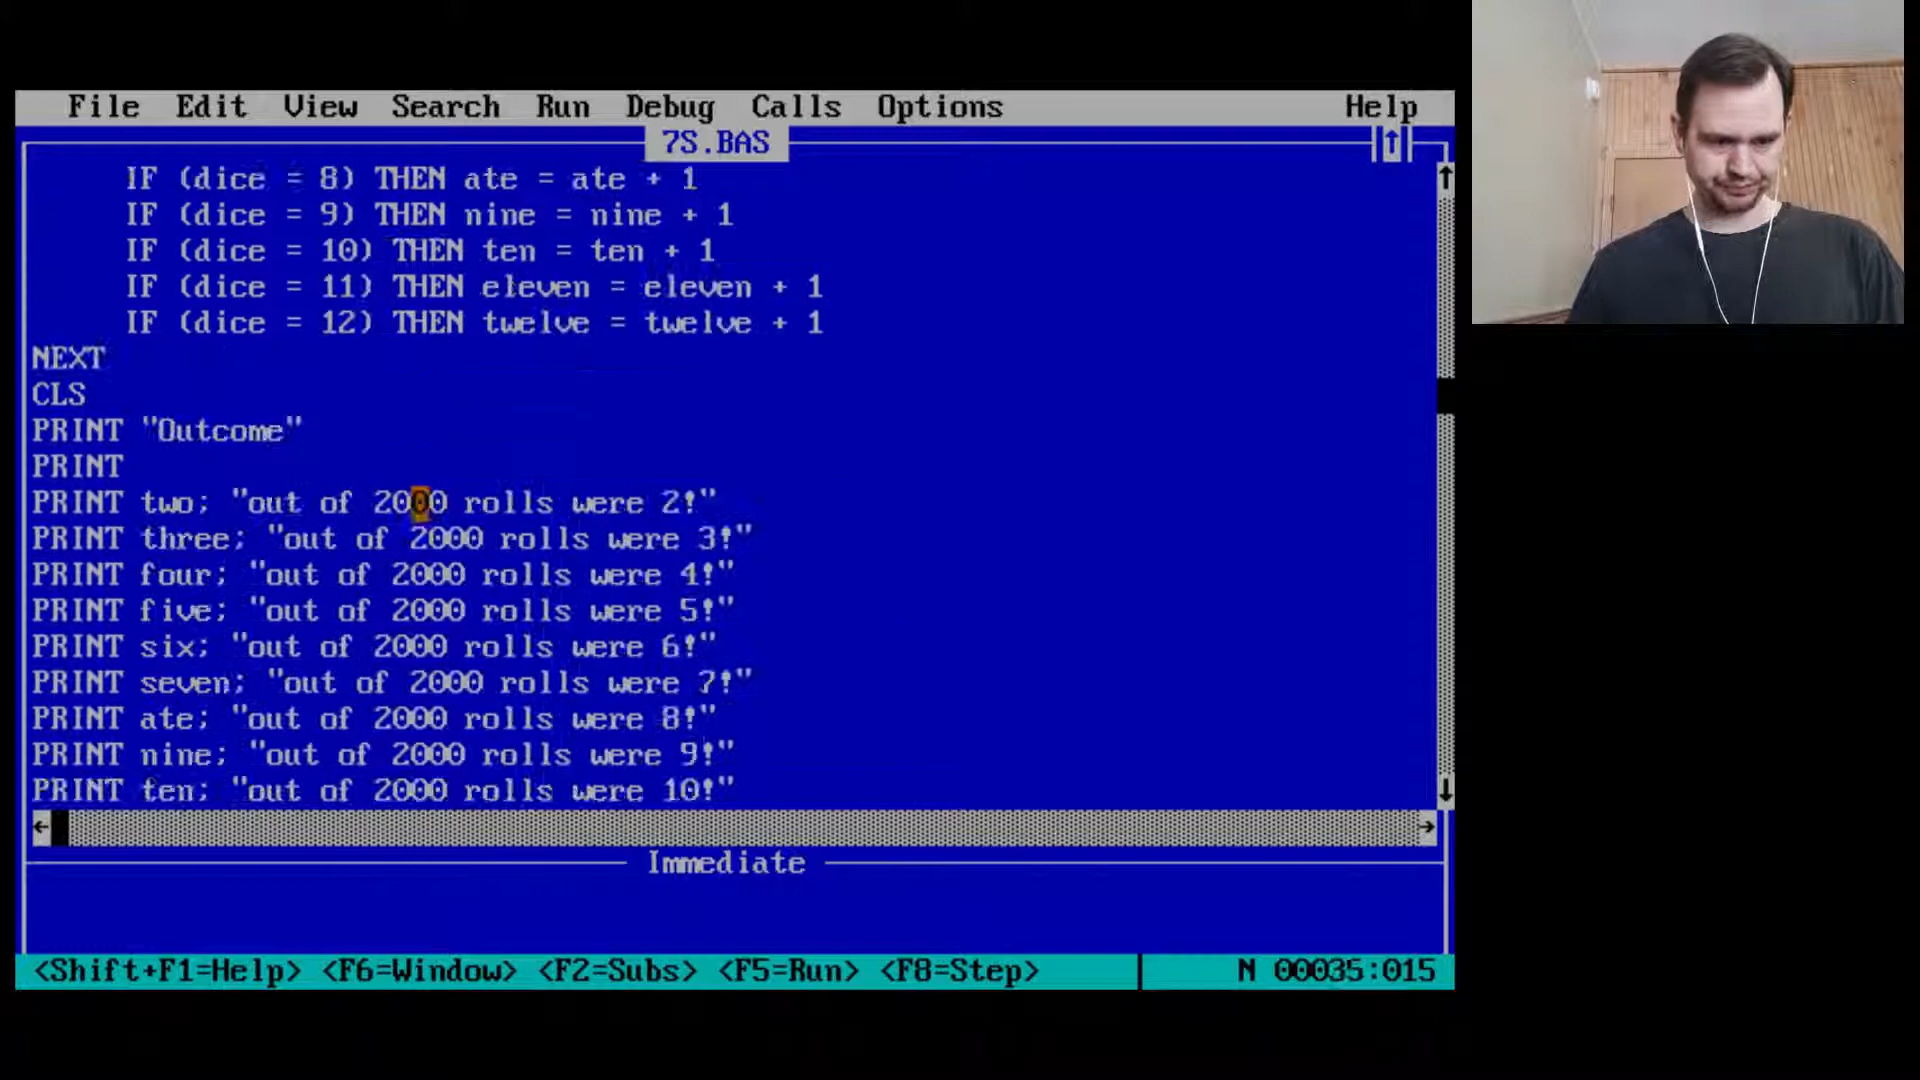 File Edit View Search Run Debug Calls Options Help
7S.BAS
IF (dice = 8) THEN ate = ate + 1
IF (dice = 9) THEN nine = nine + 1
IF (dice = 10) THEN ten = ten + 1
IF (dice = 11) THEN eleven = eleven + 1
IF (dice = 12) THEN twelve = twelve + 1
NEXT
CLS
PRINT "Outcome"
PRINT
PRINT two; "out of 2000 rolls were 2!"
PRINT three; "out of 2000 rolls were 3!"
PRINT four; "out of 2000 rolls were 4!"
PRINT five; "out of 2000 rolls were 5!"
PRINT six; "out of 2000 rolls were 6!"
PRINT seven; "out of 2000 rolls were 7!"
PRINT ate; "out of 2000 rolls were 8!"
PRINT nine; "out of 2000 rolls were 9!"
PRINT ten; "out of 2000 rolls were 10!"
Immediate
<Shift+F1=Help> <F6=Window> <F2=Subs> <F5=Run> <F8=Step> N 00035:015